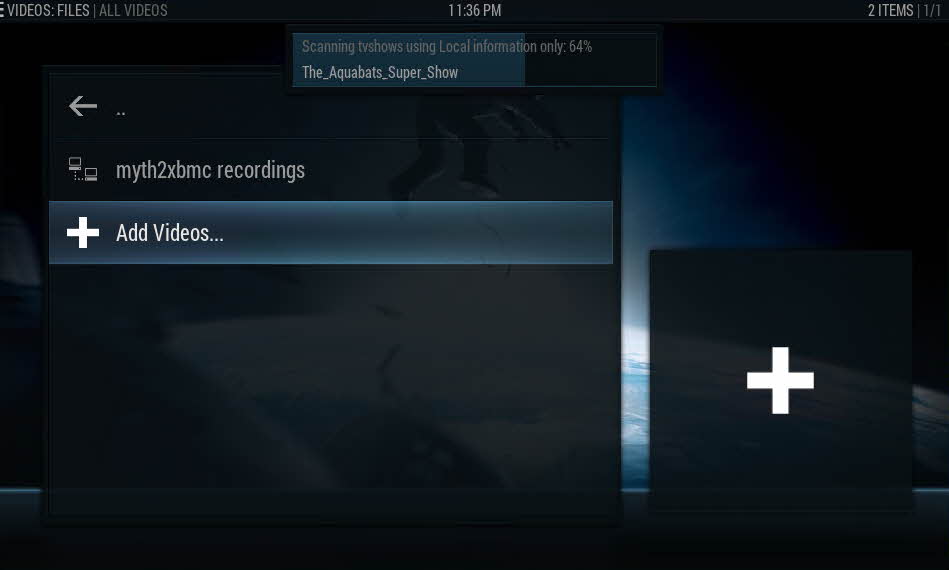 VIDEOS: FILES | ALL VIDEOS
11:36 PM
2 ITEMS | 1/1
Scanning tvshows using Local information only: 64%
The_Aquabats_Super_Show
..
myth2xbmc recordings
Add Videos...